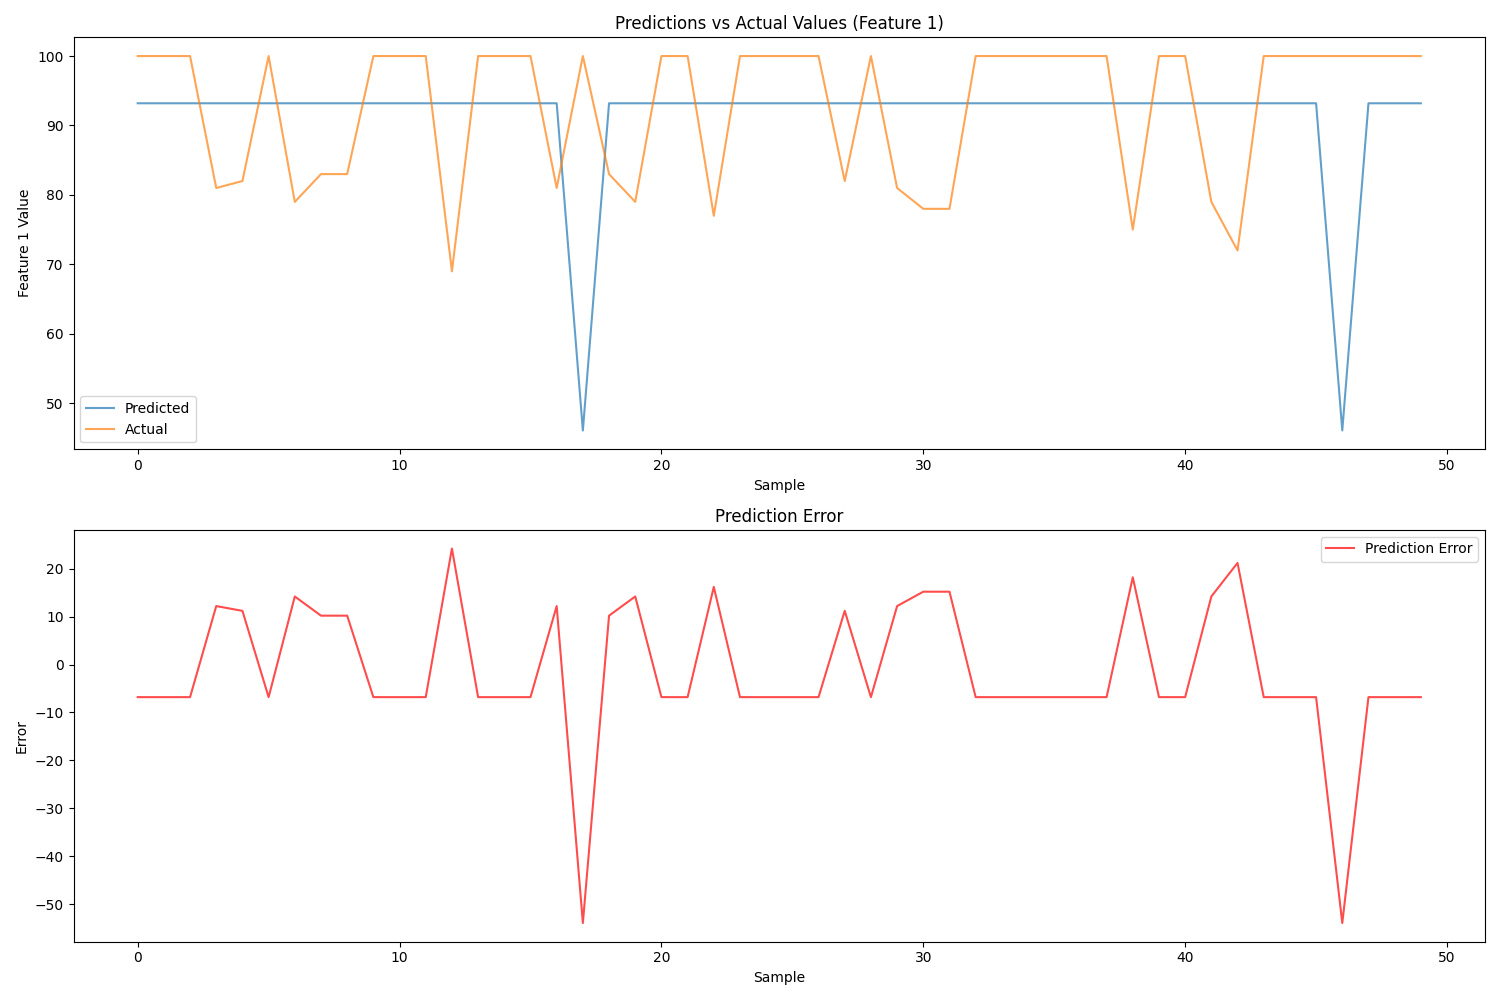 Predictions vs Actual Values (Feature 1)
100
90
80
70
60
50
Feature 1 Value
Predicted
Actual
0 10 20 30 40 50
Sample
Prediction Error
Prediction Error
20
10
0
−10
−20
−30
−40
−50
Error
0 10 20 30 40 50
Sample